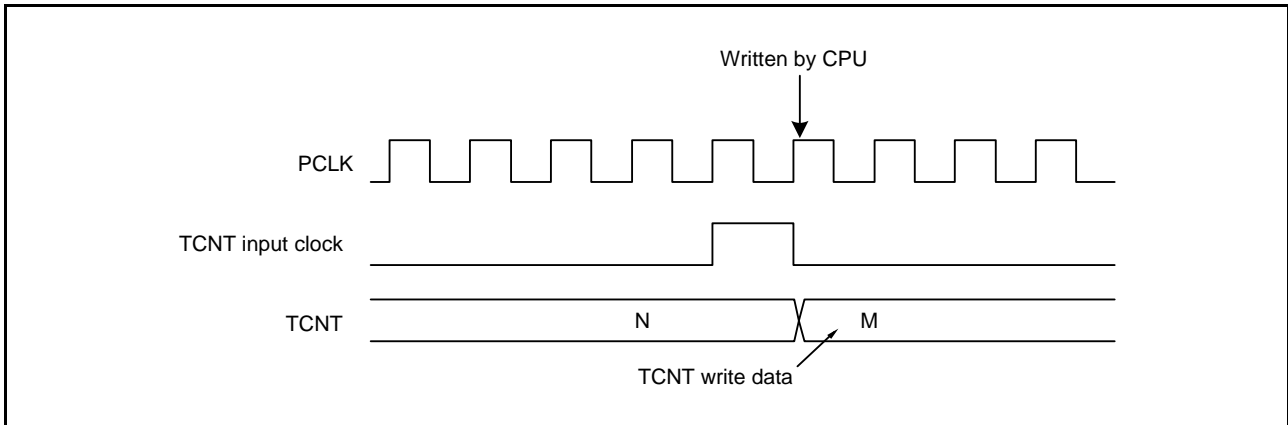 Written by CPU
PCLK
TCNT input clock
TCNT
N
M
TCNT write data